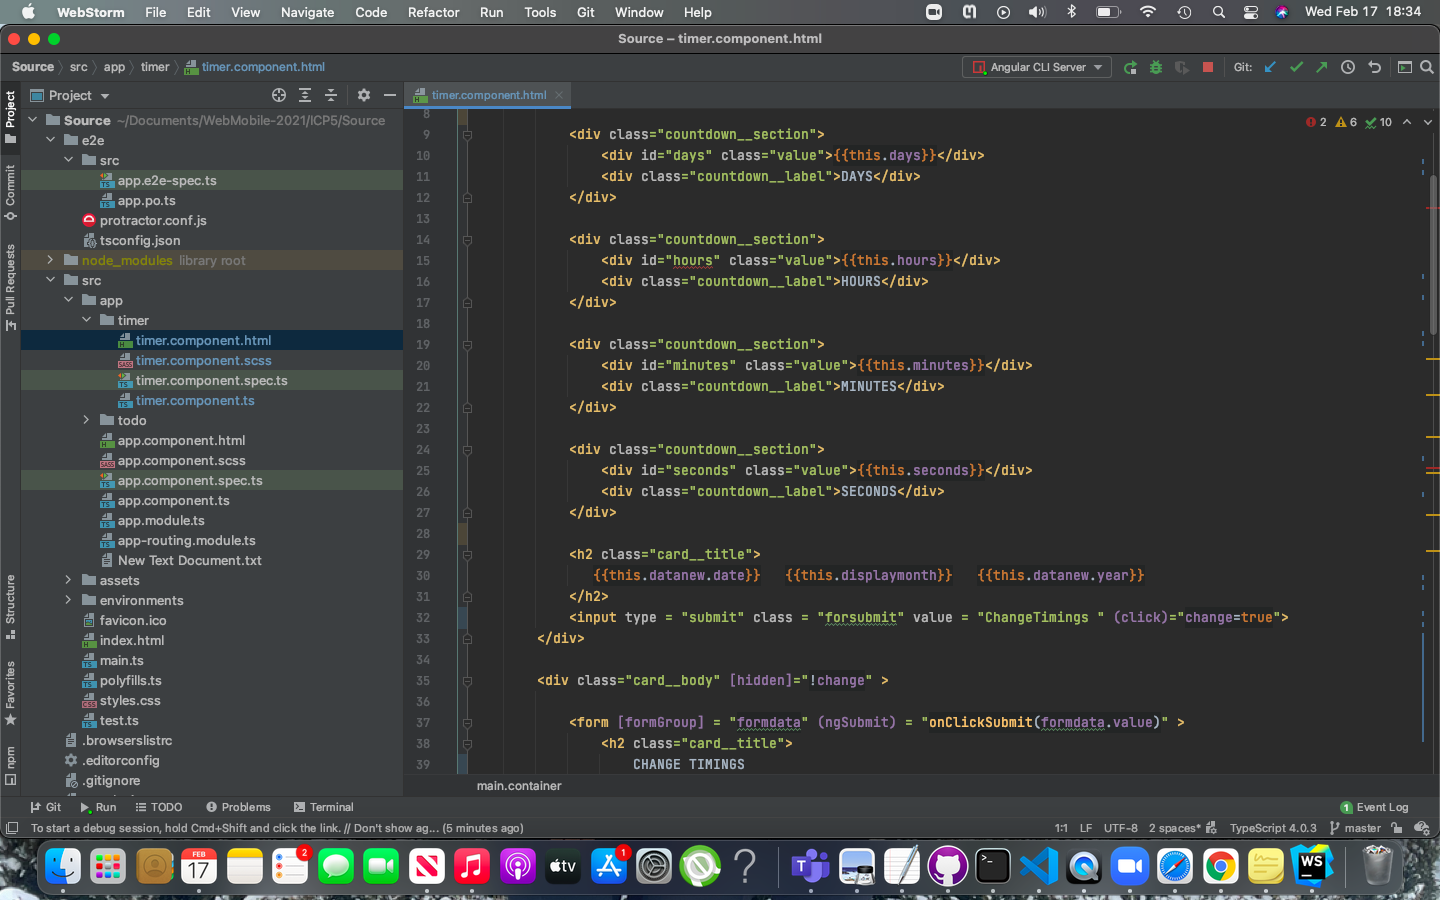 WebStorm File Edit View Navigate Code Refactor Run Tools Git Window Help Wed Feb 17 18:34
Source – timer.component.html
Source src app timer timer.component.html Angular CLI Server Git:
Project timer.component.html
Project
Commit
Pull Requests
Structure
Favorites
npm
Source ~/Documents/WebMobile-2021/ICP5/Source
e2e
src
app.e2e-spec.ts
app.po.ts
protractor.conf.js
tsconfig.json
node_modules library root
src
app
timer
timer.component.html
timer.component.scss
timer.component.spec.ts
timer.component.ts
todo
app.component.html
app.component.scss
app.component.spec.ts
app.component.ts
app.module.ts
app-routing.module.ts
New Text Document.txt
assets
environments
favicon.ico
index.html
main.ts
polyfills.ts
styles.css
test.ts
.browserslistrc
.editorconfig
.gitignore
2 6 10
8
9 <div class="countdown__section">
10 <div id="days" class="value">{{this.days}}</div>
11 <div class="countdown__label">DAYS</div>
12 </div>
13
14 <div class="countdown__section">
15 <div id="hours" class="value">{{this.hours}}</div>
16 <div class="countdown__label">HOURS</div>
17 </div>
18
19 <div class="countdown__section">
20 <div id="minutes" class="value">{{this.minutes}}</div>
21 <div class="countdown__label">MINUTES</div>
22 </div>
23
24 <div class="countdown__section">
25 <div id="seconds" class="value">{{this.seconds}}</div>
26 <div class="countdown__label">SECONDS</div>
27 </div>
28
29 <h2 class="card__title">
30 {{this.datanew.date}} {{this.displaymonth}} {{this.datanew.year}}
31 </h2>
32 <input type = "submit" class = "forsubmit" value = "ChangeTimings " (click)="change=true">
33 </div>
34
35 <div class="card__body" [hidden]="!change" >
36
37 <form [formGroup] = "formdata" (ngSubmit) = "onClickSubmit(formdata.value)" >
38 <h2 class="card__title">
39 CHANGE TIMINGS
main.container
Git Run TODO Problems Terminal 1 Event Log
To start a debug session, hold Cmd+Shift and click the link. // Don't show ag... (5 minutes ago) 1:1 LF UTF-8 2 spaces* TypeScript 4.0.3 master
FEB
17
2
tv
1
WS